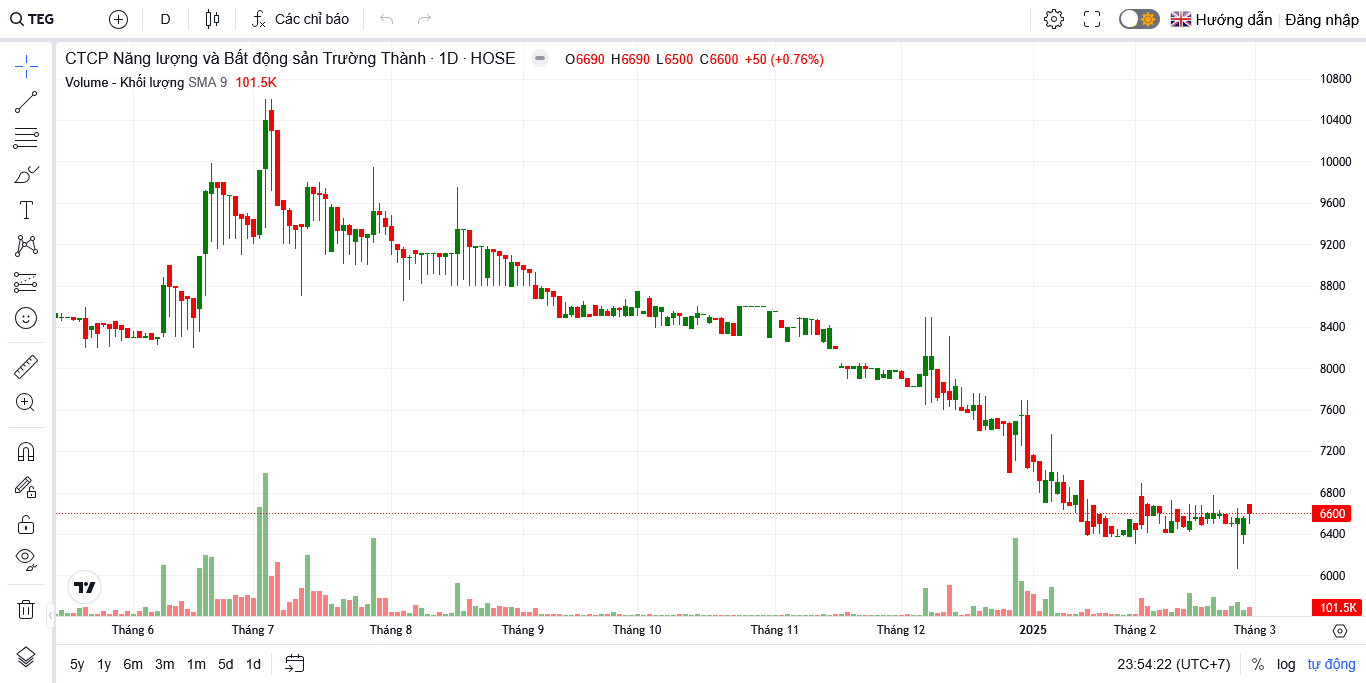 TEG D Các chỉ báo Hướng dẫn Đăng nhập
CTCP Năng lượng và Bất động sản Trường Thành · 1D · HOSE O6690 H6690 L6500 C6600 +50 (+0.76%)
Volume - Khối lượng SMA 9 101.5K
10800
10400
10000
9600
9200
8800
8400
8000
7600
7200
6800
6600
6400
6000
101.5K
Tháng 6 Tháng 7 Tháng 8 Tháng 9 Tháng 10 Tháng 11 Tháng 12 2025 Tháng 2 Tháng 3
5y 1y 6m 3m 1m 5d 1d 23:54:22 (UTC+7) % log tự động